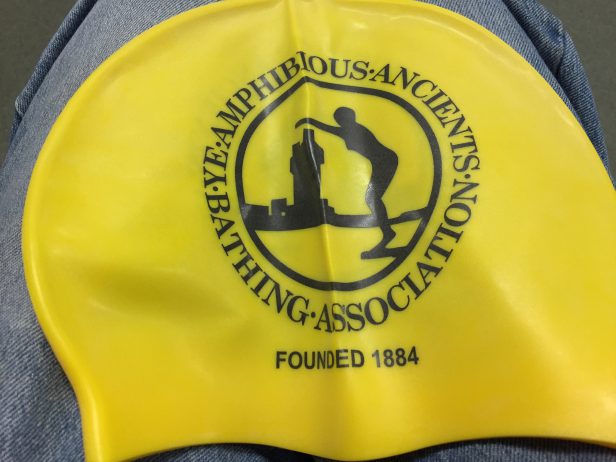 YE·AMPHIBIOUS·ANCIENTS·
BATHING·ASSOCIATION·
FOUNDED 1884